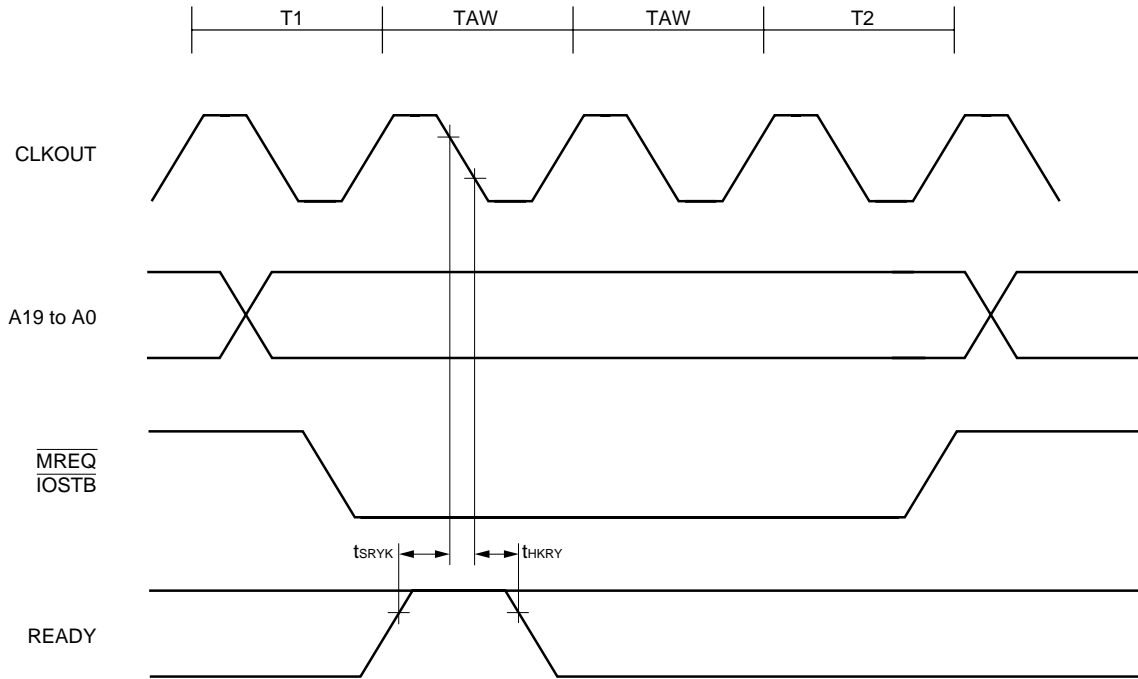 T1 TAW TAW T2
CLKOUT
A19 to A0
MREQ
IOSTB
tSRYK tHKRY
READY